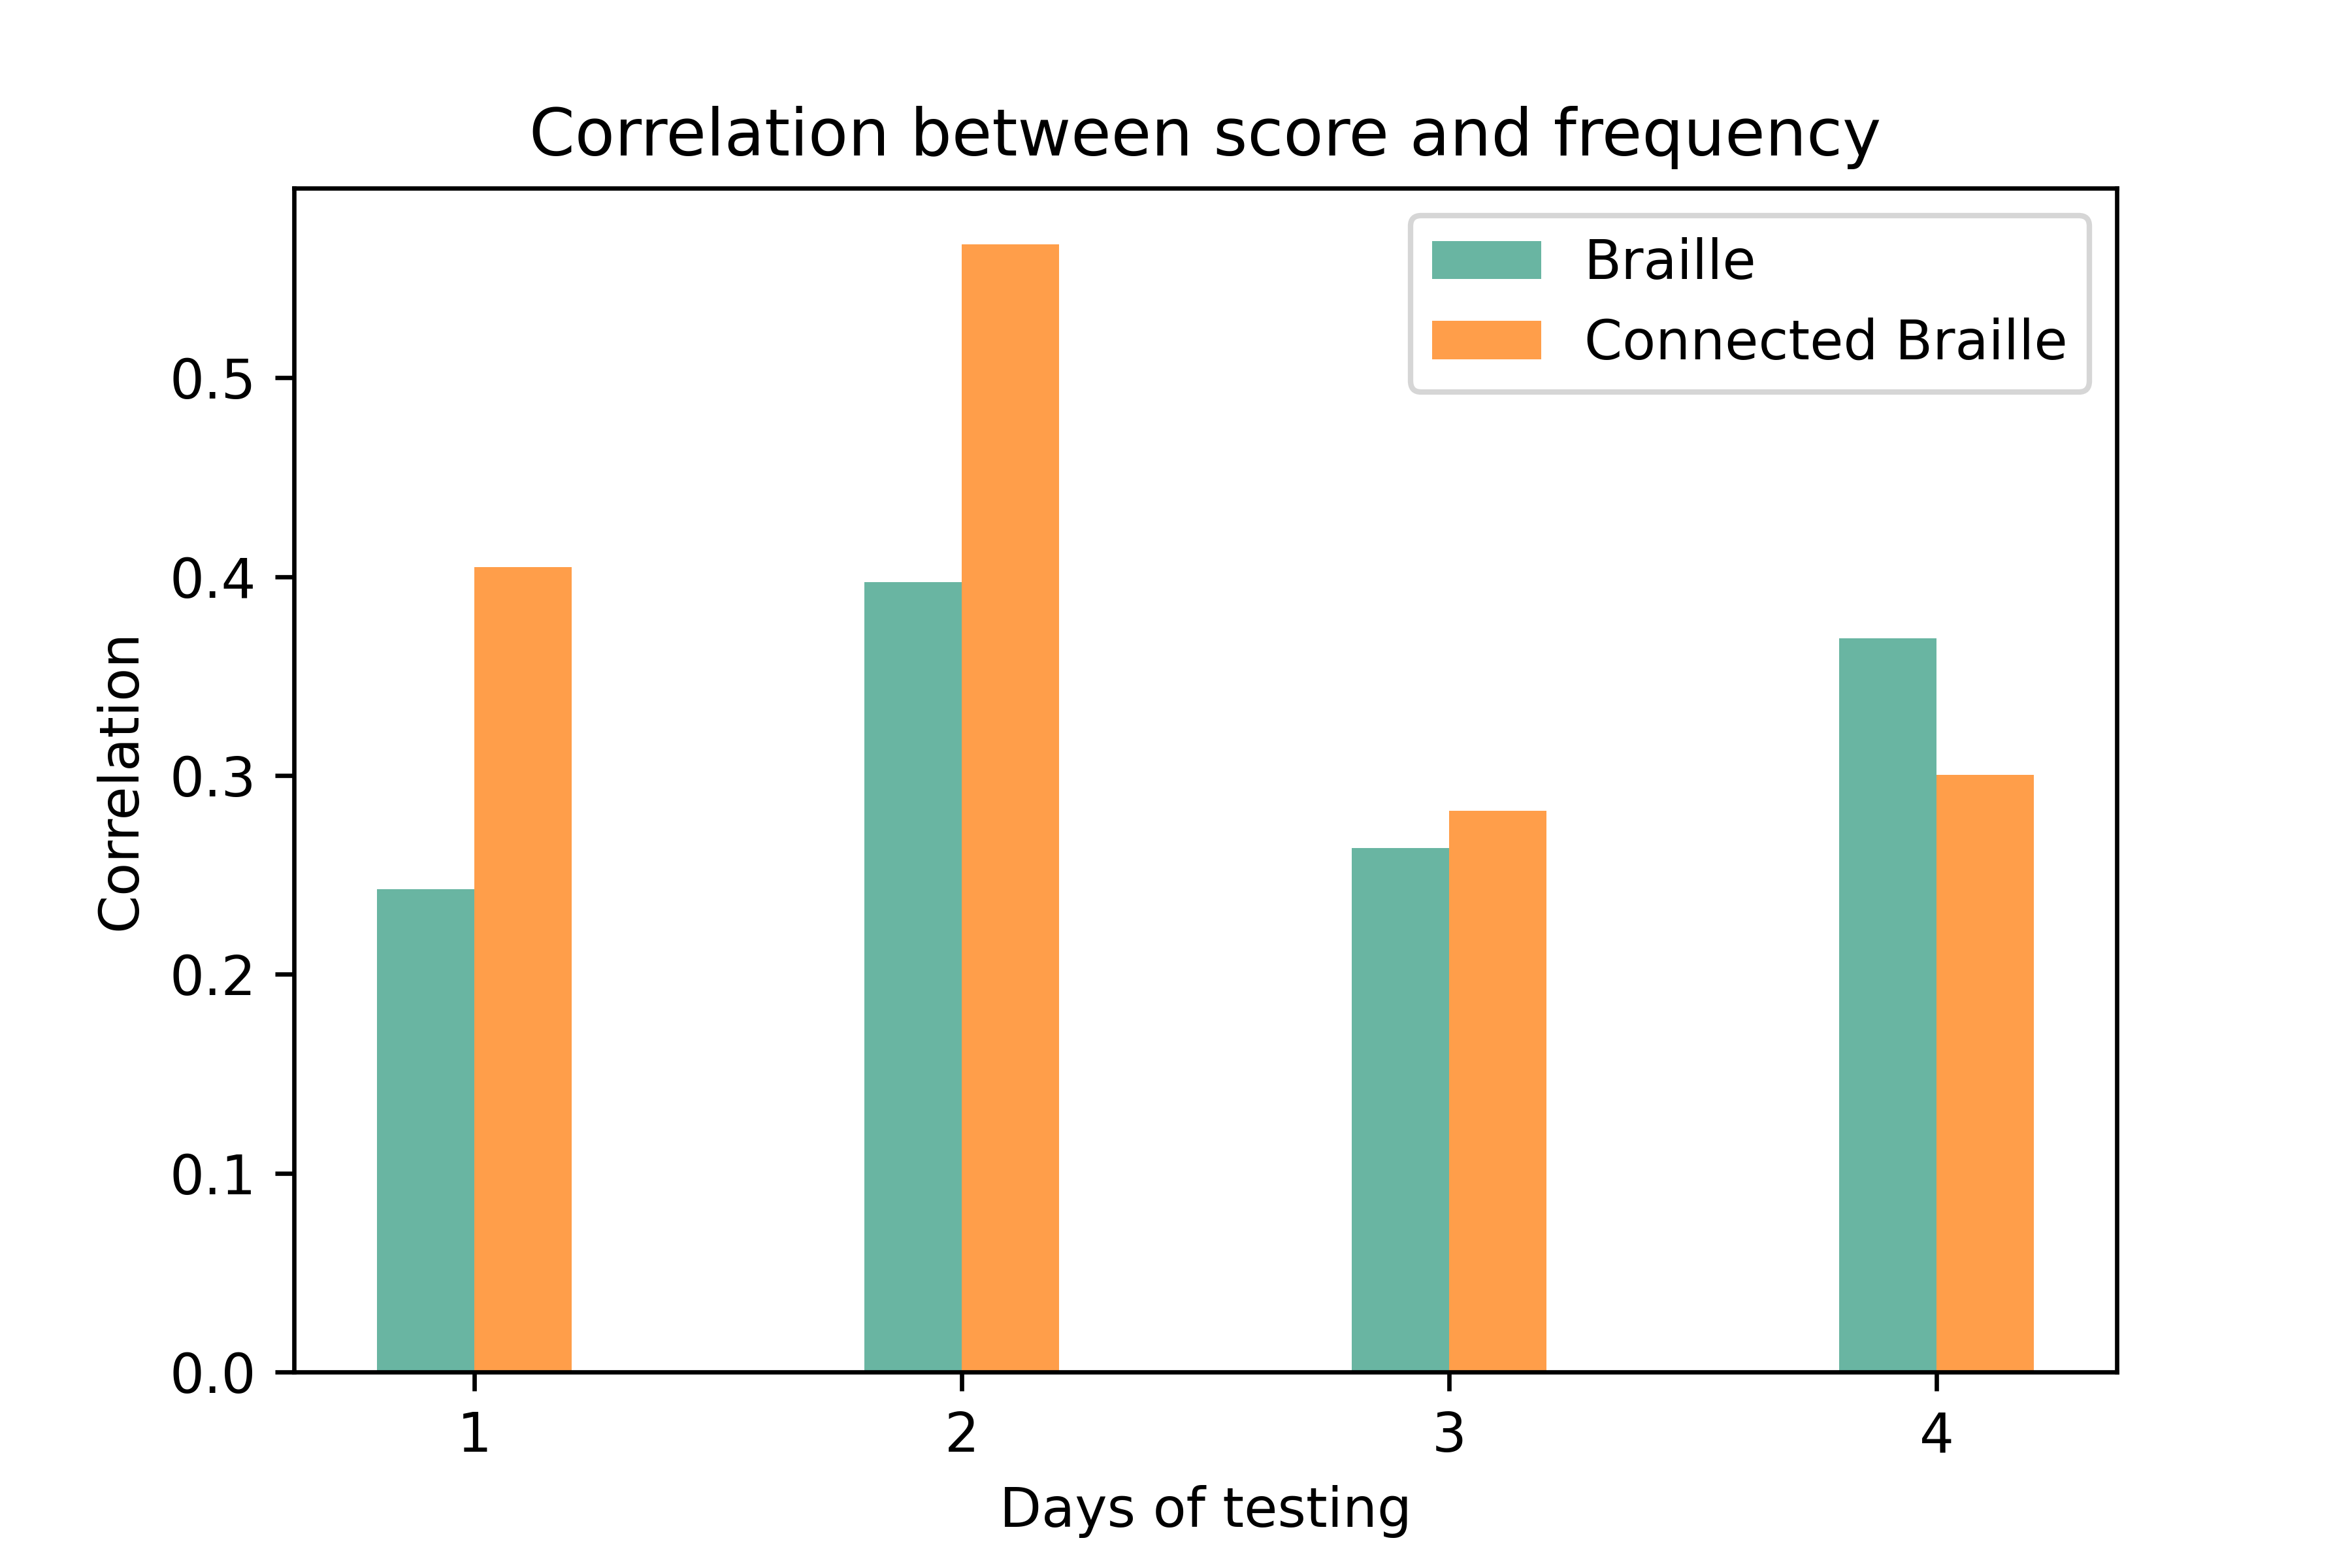 Correlation between score and frequency
Braille
Connected Braille
Correlation
0.5
0.4
0.3
0.2
0.1
0.0
1 2 3 4
Days of testing